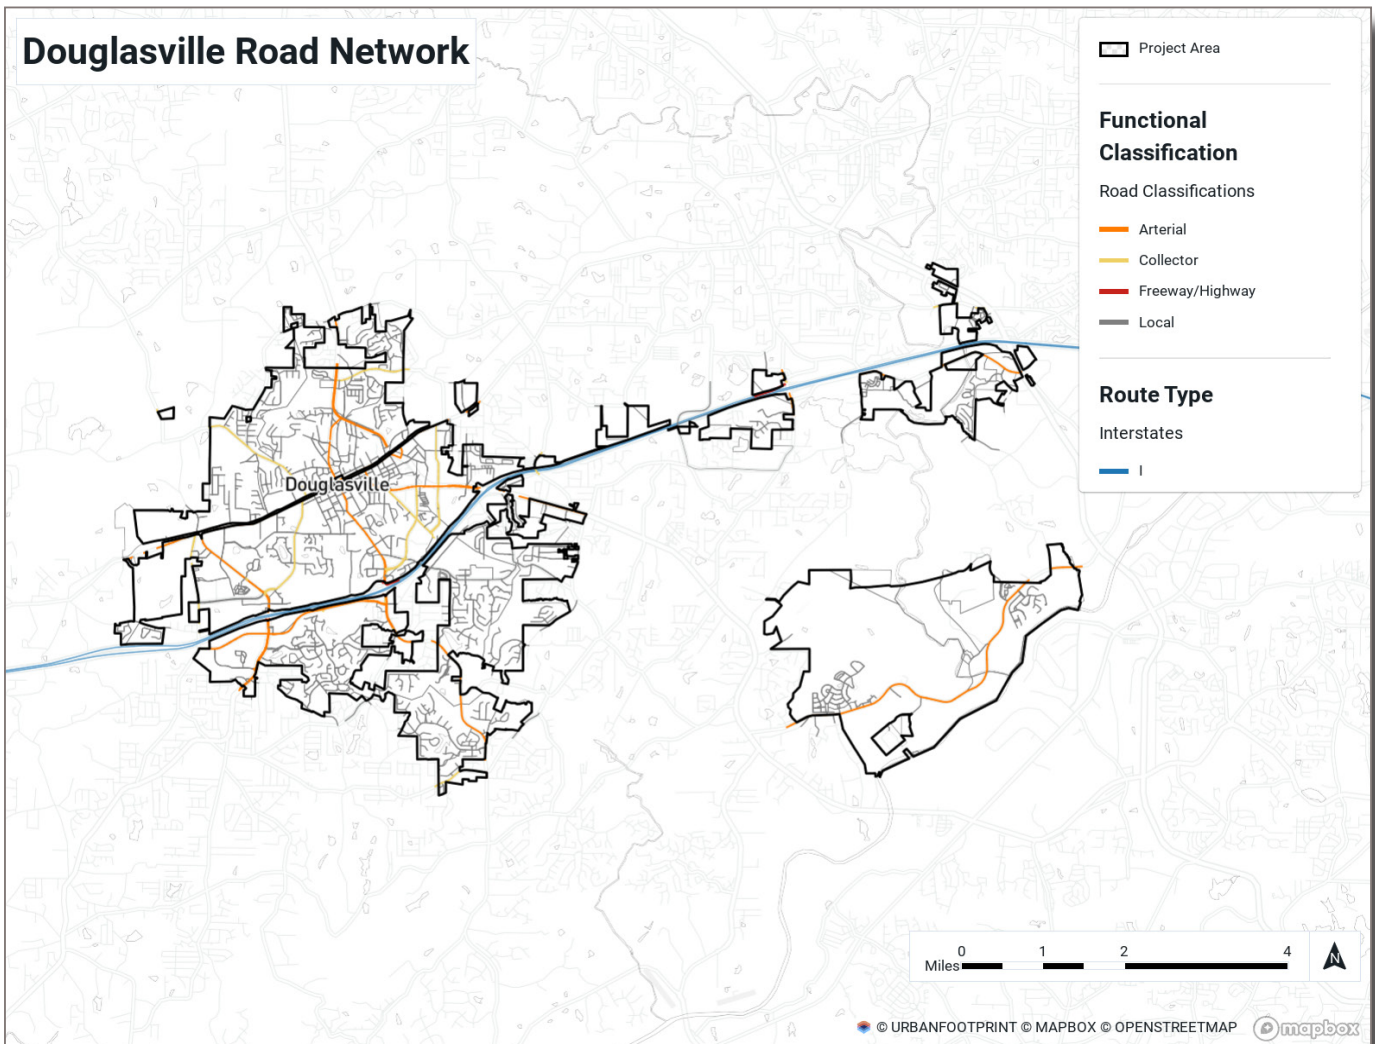 Douglasville Road Network
Project Area
Functional
Classification
Road Classifications
Arterial
Collector
Freeway/Highway
Local
Route Type
Interstates
I
Douglasville
0 1 2 4
Miles
N
© URBANFOOTPRINT © MAPBOX © OPENSTREETMAP
mapbox